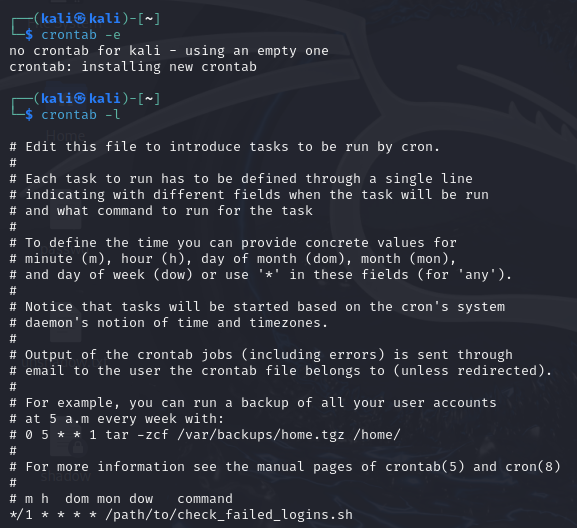 ┌──(kali㉿kali)-[~]
└─$ crontab -e
no crontab for kali - using an empty one
crontab: installing new crontab
┌──(kali㉿kali)-[~]
└─$ crontab -l
# Edit this file to introduce tasks to be run by cron.
#
# Each task to run has to be defined through a single line
# indicating with different fields when the task will be run
# and what command to run for the task
#
# To define the time you can provide concrete values for
# minute (m), hour (h), day of month (dom), month (mon),
# and day of week (dow) or use '*' in these fields (for 'any').
#
# Notice that tasks will be started based on the cron's system
# daemon's notion of time and timezones.
#
# Output of the crontab jobs (including errors) is sent through
# email to the user the crontab file belongs to (unless redirected).
#
# For example, you can run a backup of all your user accounts
# at 5 a.m every week with:
# 0 5 * * 1 tar -zcf /var/backups/home.tgz /home/
#
# For more information see the manual pages of crontab(5) and cron(8)
#
# m h  dom mon dow   command
*/1 * * * * /path/to/check_failed_logins.sh
Home